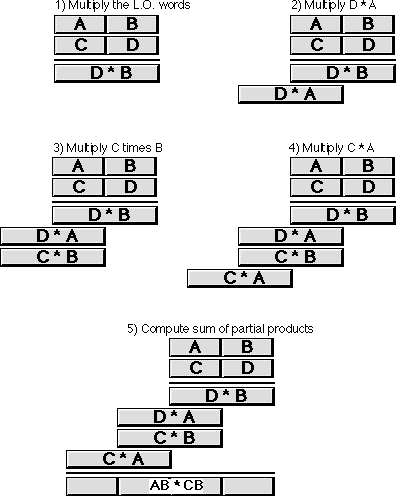 1) Multiply the L.O. words
A B
C D
D * B
2) Multiply D * A
A B
C D
D * B
D * A
3) Multiply C times B
A B
C D
D * B
D * A
C * B
4) Multiply C * A
A B
C D
D * B
D * A
C * B
C * A
5) Compute sum of partial products
A B
C D
D * B
D * A
C * B
C * A
AB * CB